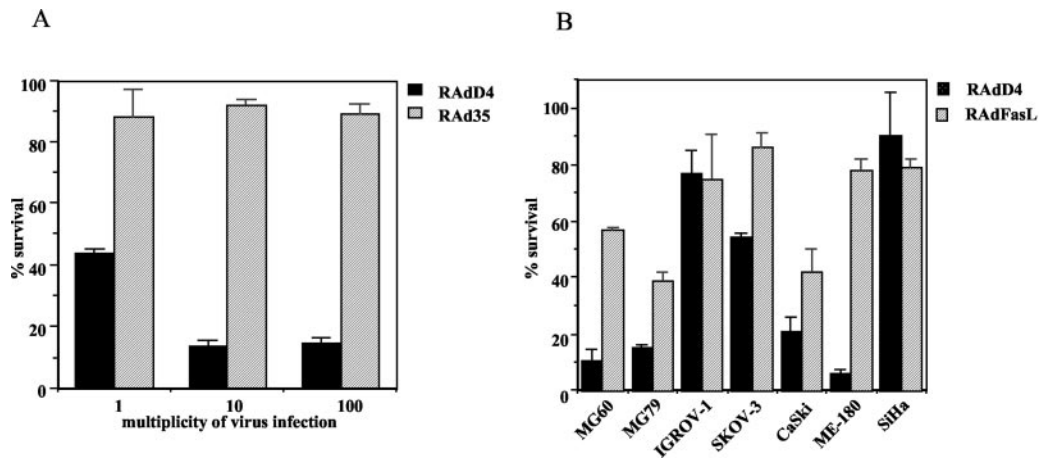 A
B
RAdD4
RAd35
% survival
100
80
60
40
20
0
1
10
100
multiplicity of virus infection
RAdD4
RAdFasL
% survival
100
80
60
40
20
0
MG60
MG79
IGROV-1
SKOV-3
CaSki
ME-180
SiHa